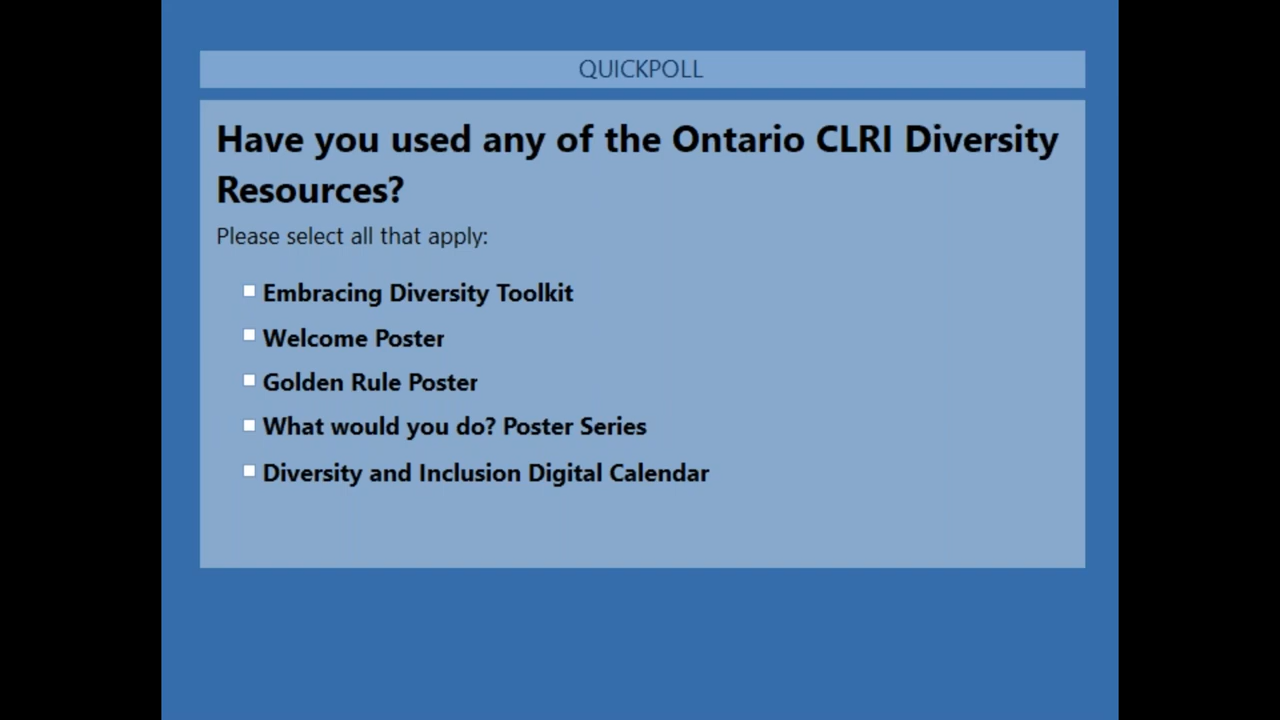 QUICKPOLL
Have you used any of the Ontario CLRI Diversity
Resources?
Please select all that apply:
Embracing Diversity Toolkit
Welcome Poster
Golden Rule Poster
What would you do? Poster Series
Diversity and Inclusion Digital Calendar